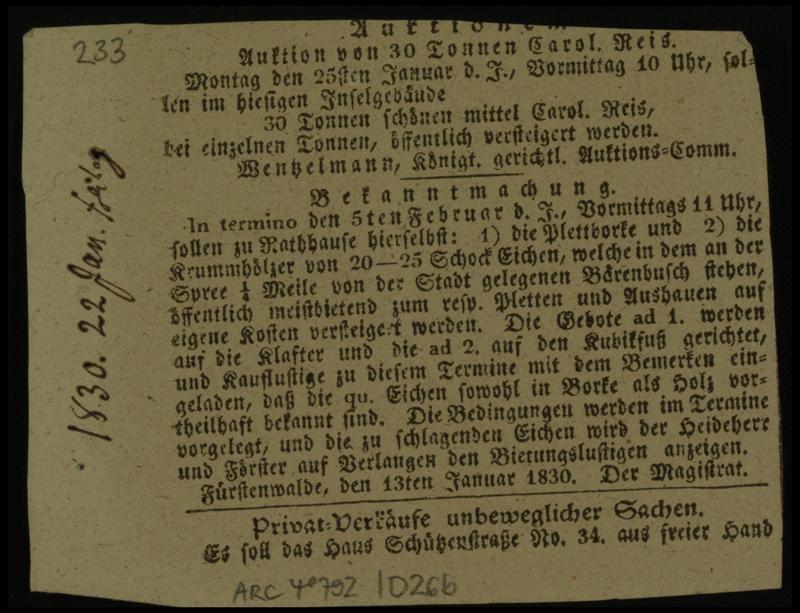 233
Auktionen
Auktion von 30 Tonnen Carol. Reis.
Montag den 25sten Januar d. J., Vormittag 10 Uhr, sol=
len im hiesigen Inselgebäude
30 Tonnen schönen mittel Carol. Reis,
bei einzelnen Tonnen, öffentlich versteigert werden.
Wentzelmann, Königl. gerichtl. Auktions=Comm.
Bekanntmachung.
In termino den 5ten Februar d. J., Vormittags 11 Uhr,
sollen zu Rathhause hierselbst: 1) die Plettborke und 2) die
Krummhölzer von 20—25 Schock Eichen, welche in dem an der
Spree ¼ Meile von der Stadt gelegenen Bärenbusch stehen,
öffentlich meistbietend zum resp. Pletten und Aushauen auf
eigene Kosten versteigert werden. Die Gebote ad 1. werden
auf die Klafter und die ad 2. auf den Kubikfuß gerichtet,
und Kauflustige zu diesem Termine mit dem Bemerken ein=
geladen, daß die qu. Eichen sowohl in Borke als Holz vor=
theilhaft bekannt sind. Die Bedingungen werden im Termine
vorgelegt, und die zu schlagenden Eichen wird der Heideherr
und Förster auf Verlangen den Bietungslustigen anzeigen.
Fürstenwalde, den 13ten Januar 1830. Der Magistrat.
Privat=Verkäufe unbeweglicher Sachen.
Es soll das Haus Schützenstraße No. 34. aus freier Hand
1830. 22 Jan.
ARC 4° 792 / D26b